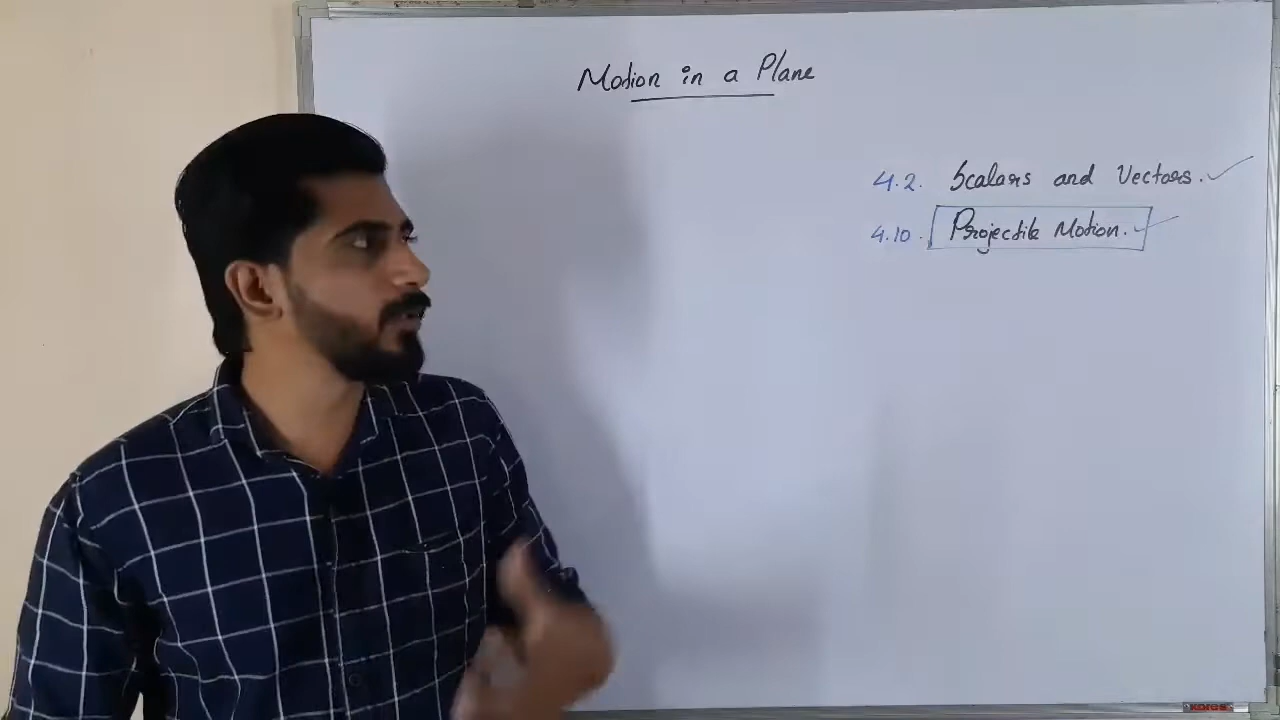 Motion in a Plane
4.2. Scalars and Vectors.
4.10. Projectile Motion.